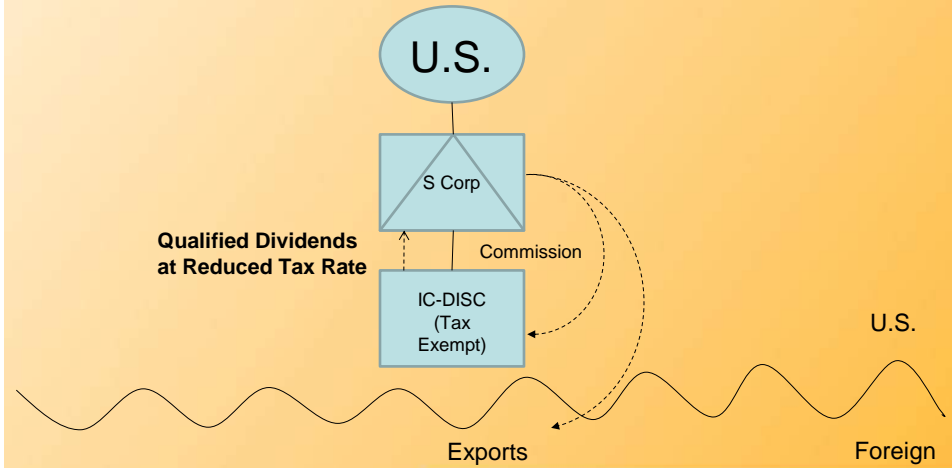 U.S.
S Corp
Qualified Dividends
at Reduced Tax Rate
Commission
IC-DISC
(Tax
Exempt)
U.S.
Exports
Foreign